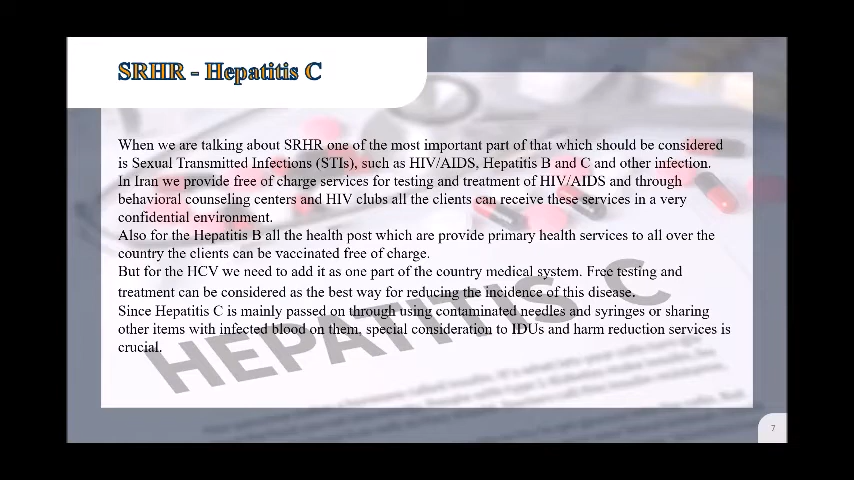 SRHR - Hepatitis C
When we are talking about SRHR one of the most important part of that which should be considered
is Sexual Transmitted Infections (STIs), such as HIV/AIDS, Hepatitis B and C and other infection.
In Iran we provide free of charge services for testing and treatment of HIV/AIDS and through
behavioral counseling centers and HIV clubs all the clients can receive these services in a very
confidential environment.
Also for the Hepatitis B all the health post which are provide primary health services to all over the
country the clients can be vaccinated free of charge.
But for the HCV we need to add it as one part of the country medical system. Free testing and
treatment can be considered as the best way for reducing the incidence of this disease.
Since Hepatitis C is mainly passed on through using contaminated needles and syringes or sharing
other items with infected blood on them, special consideration to IDUs and harm reduction services is
crucial.
HEPATITIS C
7